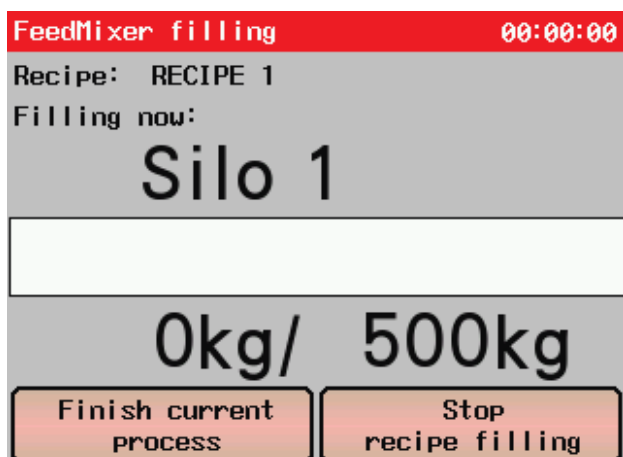 FeedMixer filling 00:00:00
Recipe: RECIPE 1
Filling now:
Silo 1
0kg/ 500kg
Finish current process
Stop recipe filling